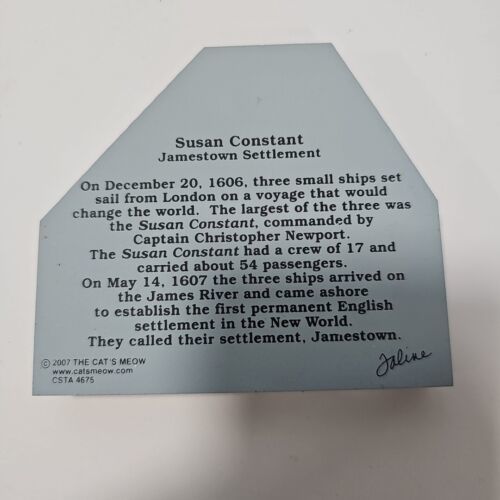 Susan Constant
Jamestown Settlement
On December 20, 1606, three small ships set
sail from London on a voyage that would
change the world. The largest of the three was
the Susan Constant, commanded by
Captain Christopher Newport.
The Susan Constant had a crew of 17 and
carried about 54 passengers.
On May 14, 1607 the three ships arrived on
the James River and came ashore
to establish the first permanent English
settlement in the New World.
They called their settlement, Jamestown.
© 2007 THE CAT'S MEOW
www.catsmeow.com
CSTA 4675
Faline